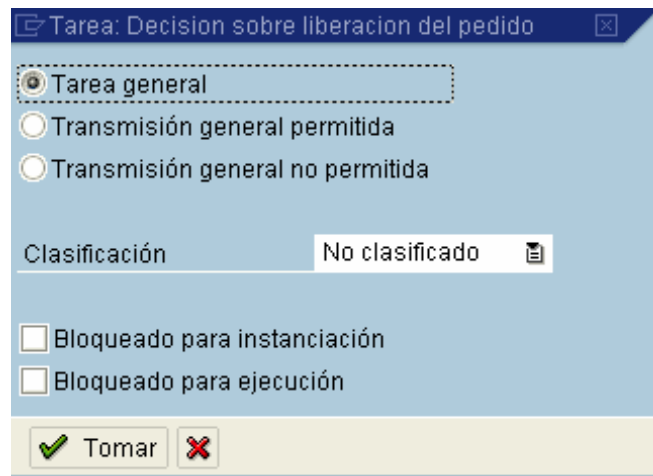 Tarea: Decision sobre liberacion del pedido
Tarea general
Transmisión general permitida
Transmisión general no permitida
Clasificación No clasificado
Bloqueado para instanciación
Bloqueado para ejecución
Tomar